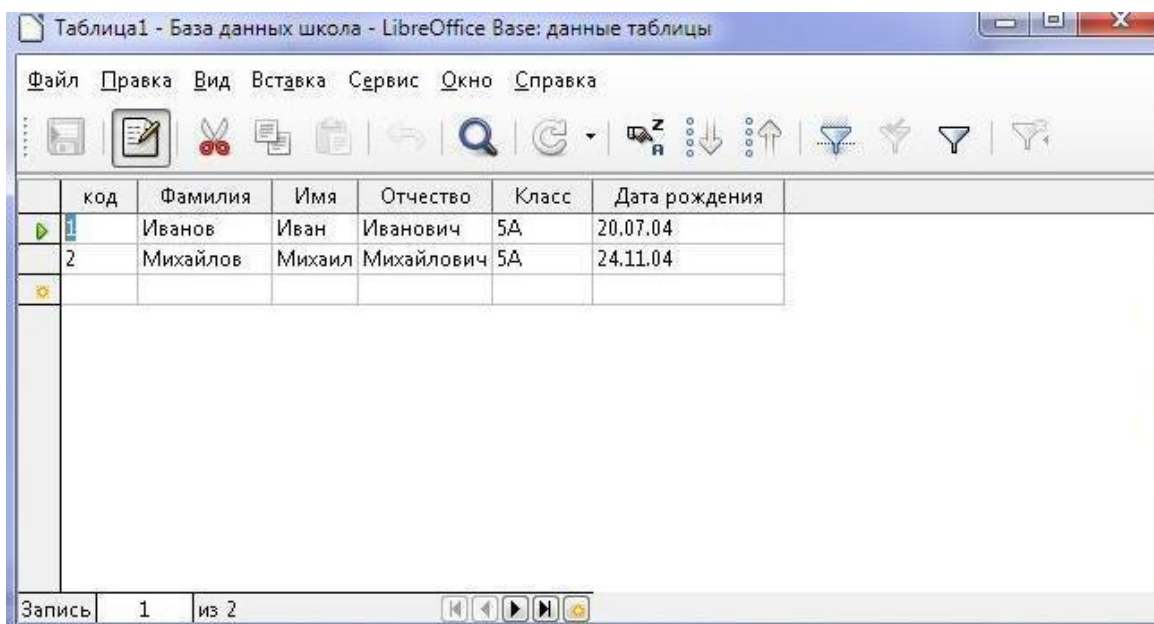 Таблица1 - База данных школа - LibreOffice Base: данные таблицы
Файл Правка Вид Вставка Сервис Окно Справка
код Фамилия Имя Отчество Класс Дата рождения
1 Иванов Иван Иванович 5А 20.07.04
2 Михайлов Михаил Михайлович 5А 24.11.04
Запись 1 из 2